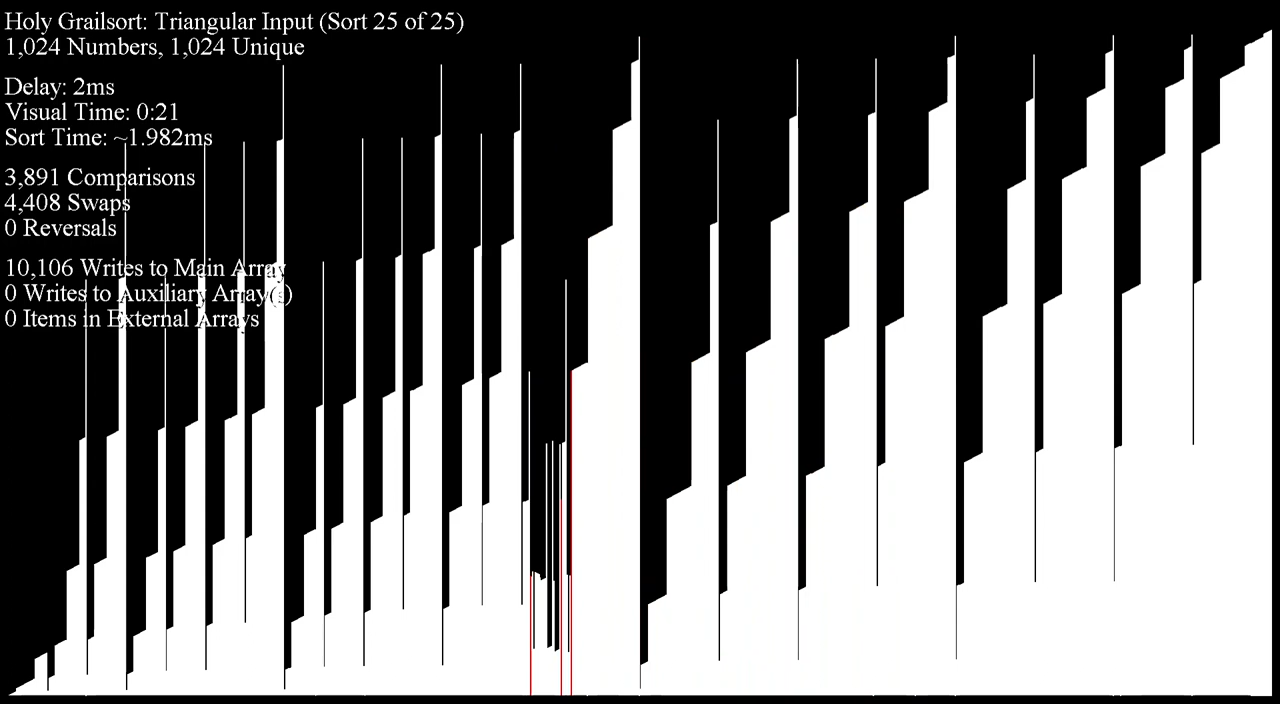 Holy Grailsort: Triangular Input (Sort 25 of 25)
1,024 Numbers, 1,024 Unique
Delay: 2ms
Visual Time: 0:21
Sort Time: ~1.982ms
3,891 Comparisons
4,408 Swaps
0 Reversals
10,106 Writes to Main Array
0 Writes to Auxiliary Array(s)
0 Items in External Arrays